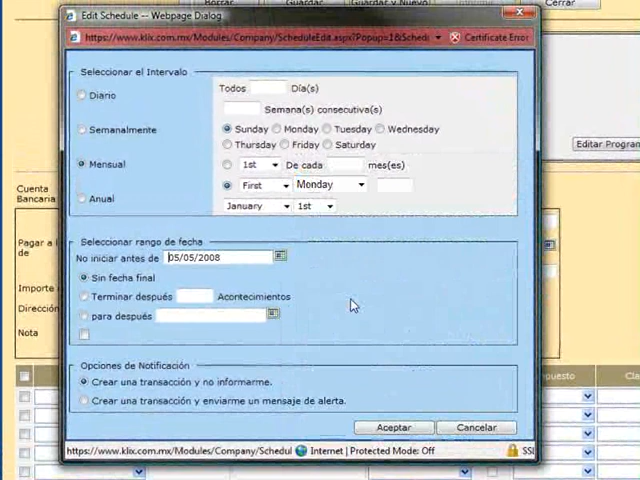 Borrar Guardar Guardar y Nuevo Cerrar
Edit Schedule -- Webpage Dialog
https://www.klix.com.mx/Modules/Company/ScheduleEdit.aspx?Popup=1&Schedu Certificate Error
Seleccionar el Intervalo
Diario
Todos Día(s)
Semana(s) consecutiva(s)
Semanalmente
Sunday Monday Tuesday Wednesday
Thursday Friday Saturday
Editar Program
Mensual
1st De cada mes(es)
First Monday
Anual
January 1st
Cuenta
Bancaria
Seleccionar rango de fecha
Pagar a
de
No iniciar antes de 05/05/2008
Sin fecha final
Importe
Terminar después Acontecimientos
Dirección
para después
Nota
Opciones de Notificación
Crear una transacción y no informarme.
Crear una transacción y enviarme un mensaje de alerta.
puesto Cla
Aceptar Cancelar
https://www.klix.com.mx/Modules/Company/Schedul Internet | Protected Mode: Off SSL